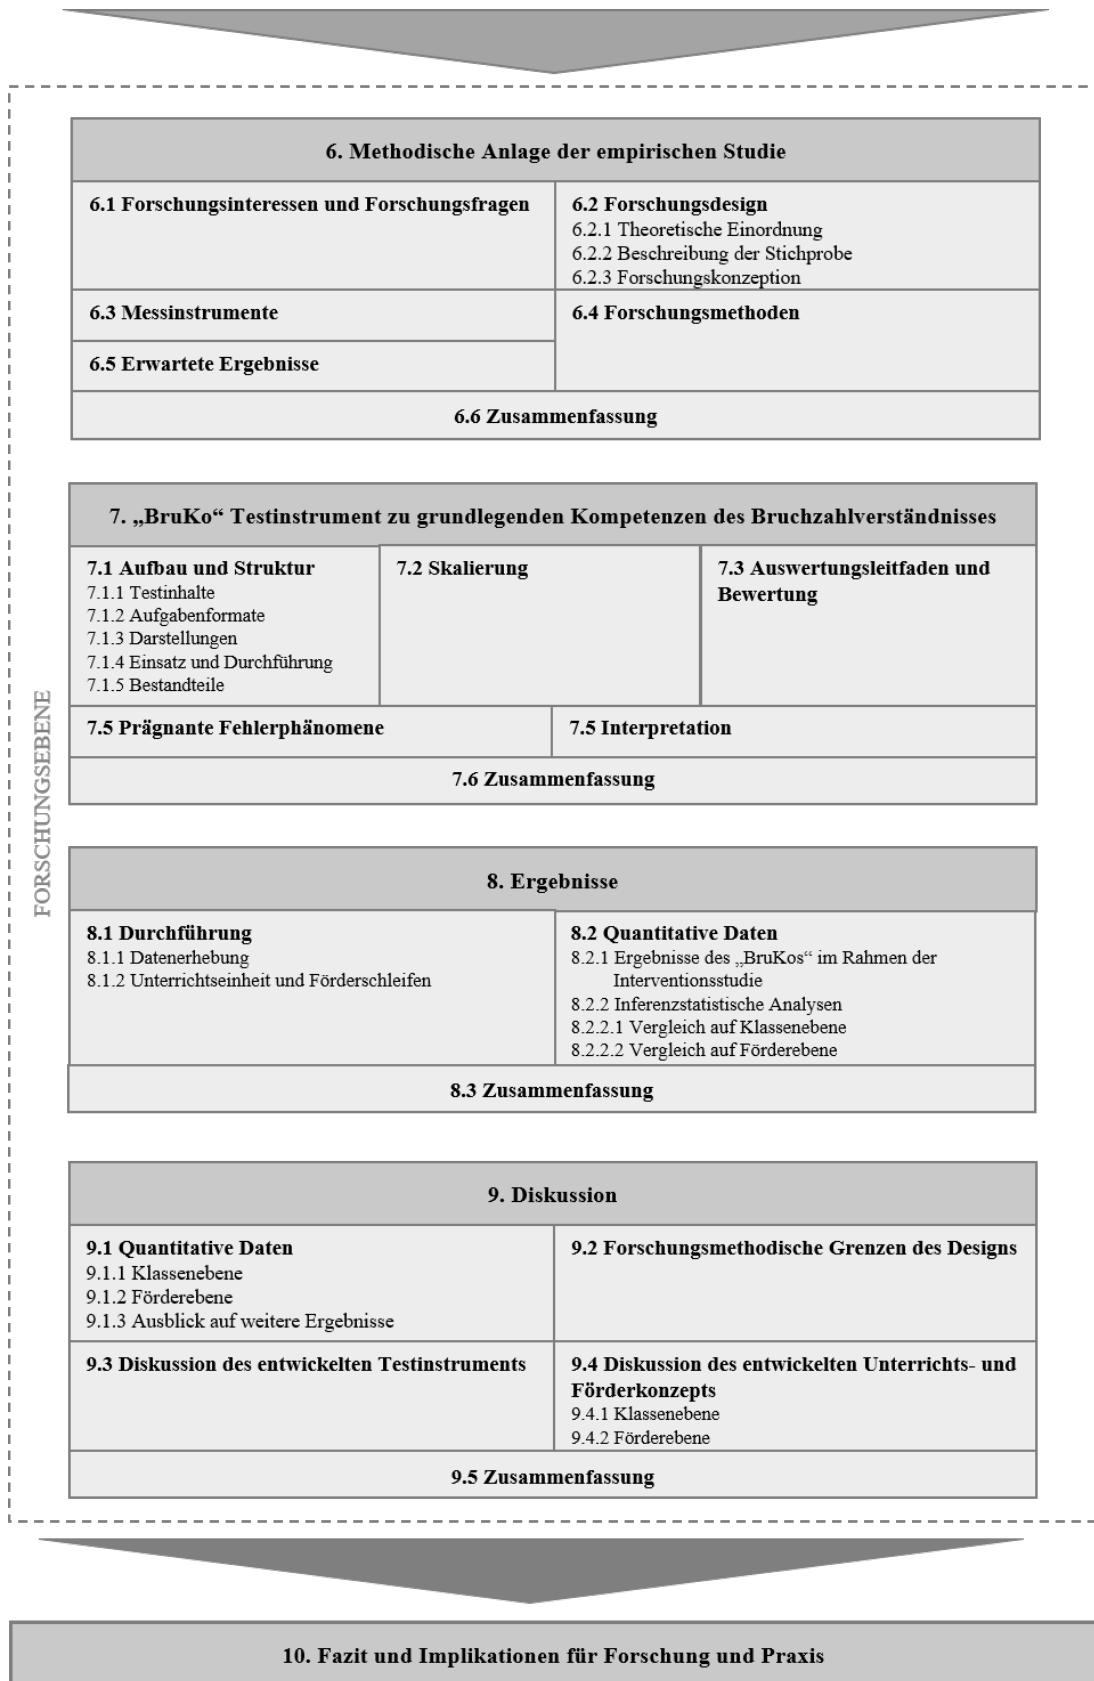 6. Methodische Anlage der empirischen Studie
6.1 Forschungsinteressen und Forschungsfragen
6.2 Forschungsdesign
6.2.1 Theoretische Einordnung
6.2.2 Beschreibung der Stichprobe
6.2.3 Forschungskonzeption
6.3 Messinstrumente
6.4 Forschungsmethoden
6.5 Erwartete Ergebnisse
6.6 Zusammenfassung
FORSCHUNGSEBENE
7. „BruKo“ Testinstrument zu grundlegenden Kompetenzen des Bruchzahlverständnisses
7.1 Aufbau und Struktur
7.1.1 Testinhalte
7.1.2 Aufgabenformate
7.1.3 Darstellungen
7.1.4 Einsatz und Durchführung
7.1.5 Bestandteile
7.2 Skalierung
7.3 Auswertungsleitfaden und
Bewertung
7.5 Prägnante Fehlerphänomene
7.5 Interpretation
7.6 Zusammenfassung
8. Ergebnisse
8.1 Durchführung
8.1.1 Datenerhebung
8.1.2 Unterrichtseinheit und Förderschleifen
8.2 Quantitative Daten
8.2.1 Ergebnisse des „BruKos“ im Rahmen der
Interventionsstudie
8.2.2 Inferenzstatistische Analysen
8.2.2.1 Vergleich auf Klassenebene
8.2.2.2 Vergleich auf Förderebene
8.3 Zusammenfassung
9. Diskussion
9.1 Quantitative Daten
9.1.1 Klassenebene
9.1.2 Förderebene
9.1.3 Ausblick auf weitere Ergebnisse
9.2 Forschungsmethodische Grenzen des Designs
9.3 Diskussion des entwickelten Testinstruments
9.4 Diskussion des entwickelten Unterrichts- und
Förderkonzepts
9.4.1 Klassenebene
9.4.2 Förderebene
9.5 Zusammenfassung
10. Fazit und Implikationen für Forschung und Praxis